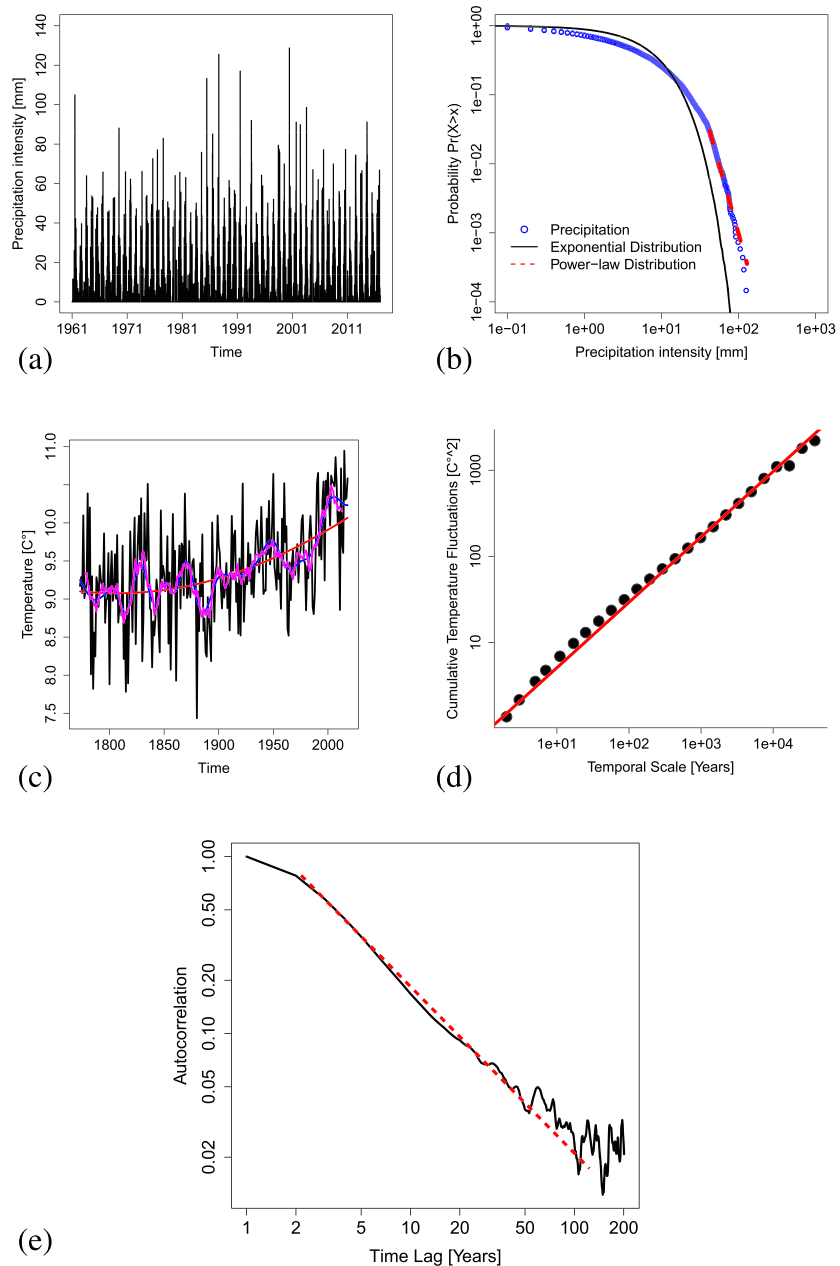 140
120
100
80
60
40
20
0
Precipitation intensity [mm]
1961 1971 1981 1991 2001 2011
Time
(a)
1e+00
1e−01
1e−02
1e−03
1e−04
Probability Pr(X>x)
Precipitation
Exponential Distribution
Power−law Distribution
1e−01 1e+00 1e+01 1e+02 1e+03
Precipitation intensity [mm]
(b)
11.0
10.0
9.5
9.0
8.5
8.0
7.5
Temperature [C°]
1800 1850 1900 1950 2000
Time
(c)
1000
100
10
Cumulative Temperature Fluctuations [C°^2]
1e+01 1e+02 1e+03 1e+04
Temporal Scale [Years]
(d)
1.00
0.50
0.20
0.10
0.05
0.02
Autocorrelation
1 2 5 10 20 50 100 200
Time Lag [Years]
(e)